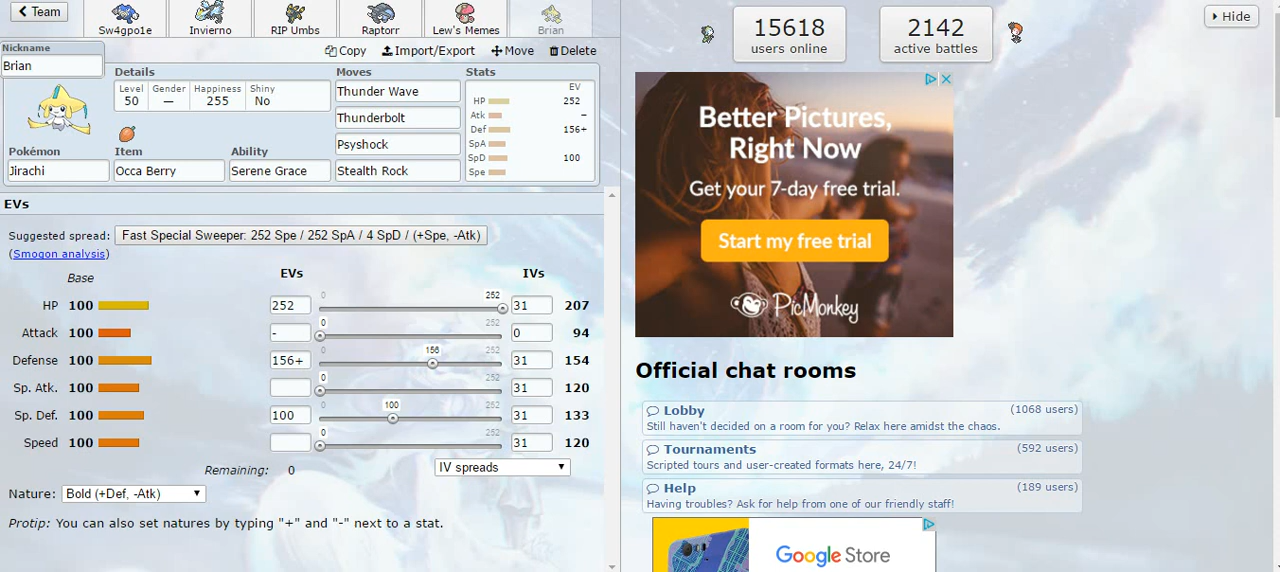 Team
Sw4gpo1e
Invierno
RIP Umbs
Raptorr
Lew's Memes
Brian
Copy
Import/Export
Move
Delete
Nickname
Brian
Details
Level
50
Gender
—
Happiness
255
Shiny
No
Pokémon
Jirachi
Item
Occa Berry
Ability
Serene Grace
Moves
Thunder Wave
Thunderbolt
Psyshock
Stealth Rock
Stats
EV
HP 252
Atk –
Def 156+
SpA
SpD 100
Spe
EVs
Suggested spread: Fast Special Sweeper: 252 Spe / 252 SpA / 4 SpD / (+Spe, -Atk)
(Smogon analysis)
Base EVs IVs
HP 100 252 0 252 252 31 207
Attack 100 - 0 252 0 94
Defense 100 156+ 0 156 252 31 154
Sp. Atk. 100 0 252 31 120
Sp. Def. 100 100 0 100 252 31 133
Speed 100 0 252 31 120
Remaining: 0 IV spreads
Nature: Bold (+Def, -Atk)
Protip: You can also set natures by typing "+" and "-" next to a stat.
15618
users online
2142
active battles
Hide
Better Pictures,
Right Now
Get your 7-day free trial.
Start my free trial
PicMonkey
Official chat rooms
Lobby (1068 users)
Still haven't decided on a room for you? Relax here amidst the chaos.
Tournaments (592 users)
Scripted tours and user-created formats here, 24/7!
Help (189 users)
Having troubles? Ask for help from one of our friendly staff!
Google Store